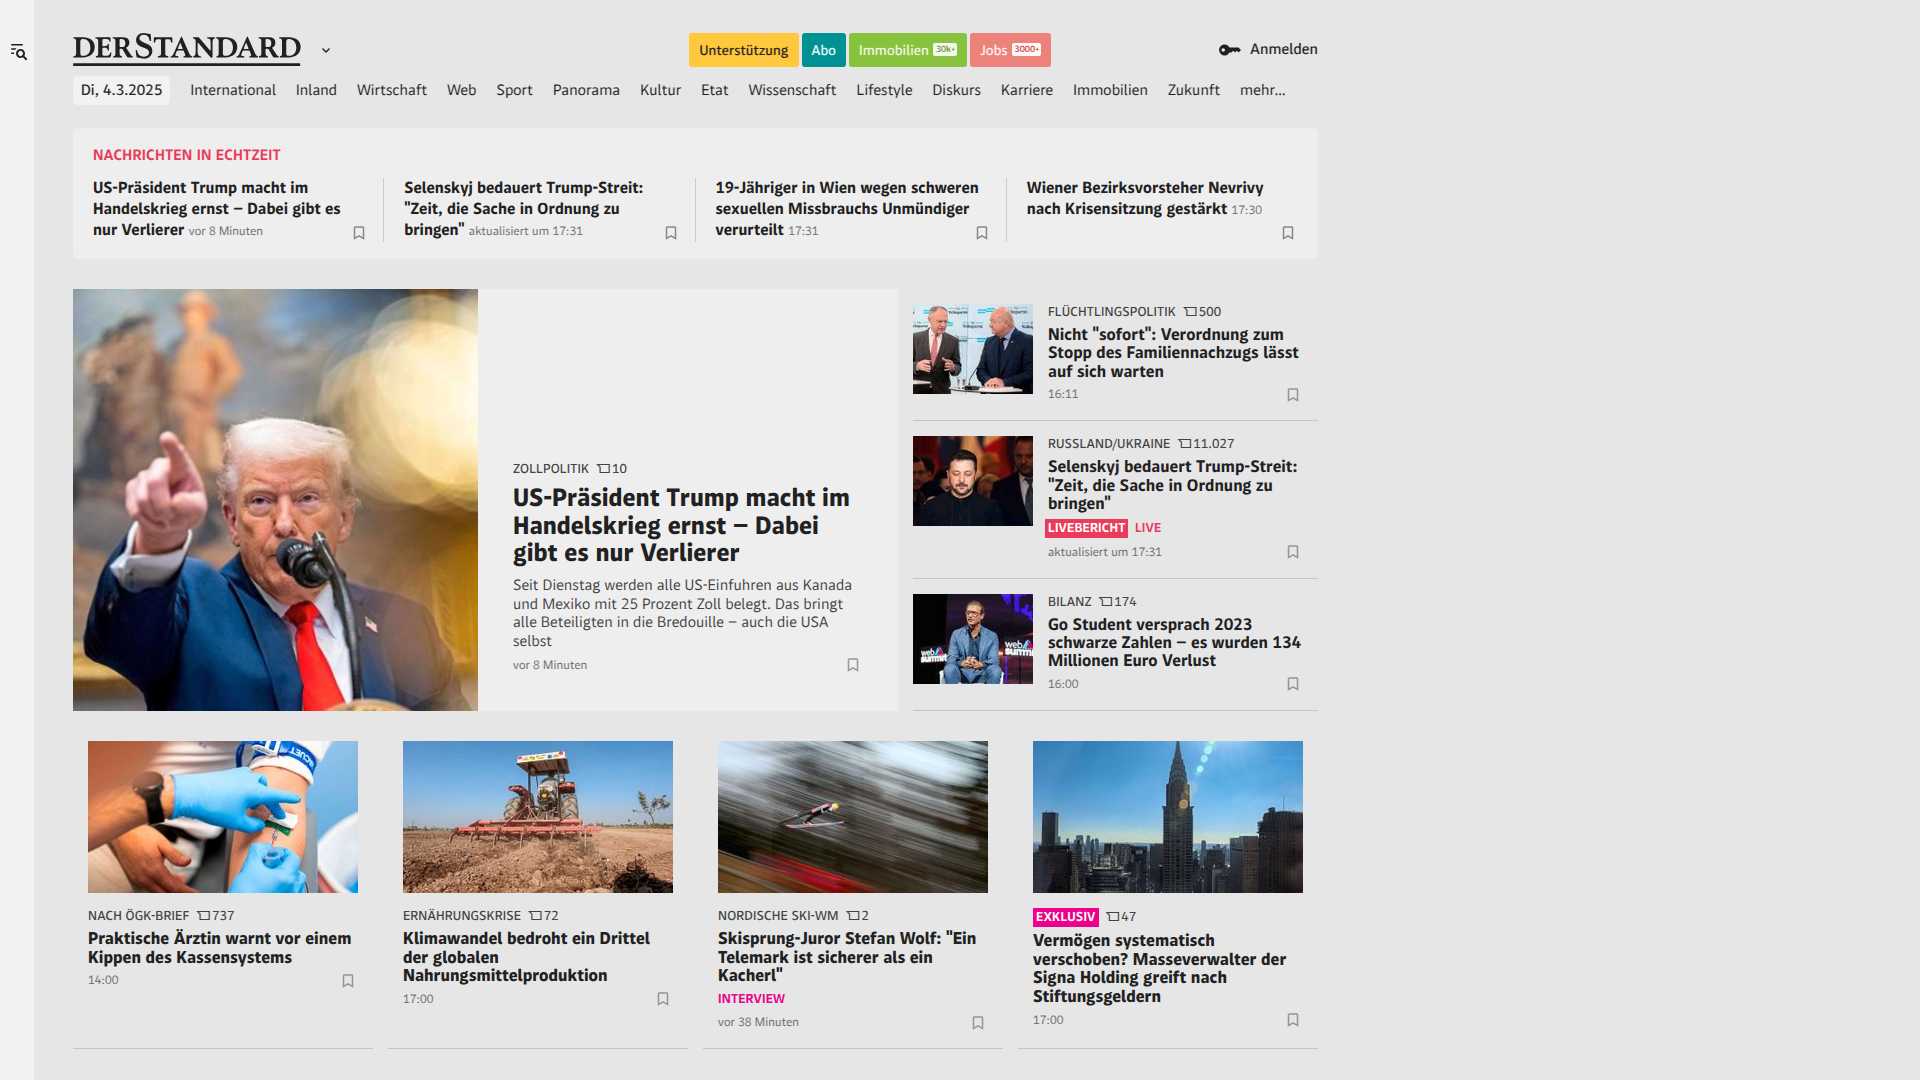 DERSTANDARD
Unterstützung
Abo
Immobilien 30k+
Jobs 3000+
Anmelden
Di, 4.3.2025
International
Inland
Wirtschaft
Web
Sport
Panorama
Kultur
Etat
Wissenschaft
Lifestyle
Diskurs
Karriere
Immobilien
Zukunft
mehr...
NACHRICHTEN IN ECHTZEIT
US-Präsident Trump macht im
Handelskrieg ernst – Dabei gibt es
nur Verlierer vor 8 Minuten
Selenskyj bedauert Trump-Streit:
"Zeit, die Sache in Ordnung zu
bringen" aktualisiert um 17:31
19-Jähriger in Wien wegen schweren
sexuellen Missbrauchs Unmündiger
verurteilt 17:31
Wiener Bezirksvorsteher Nevrivy
nach Krisensitzung gestärkt 17:30
ZOLLPOLITIK 10
US-Präsident Trump macht im
Handelskrieg ernst – Dabei
gibt es nur Verlierer
Seit Dienstag werden alle US-Einfuhren aus Kanada
und Mexiko mit 25 Prozent Zoll belegt. Das bringt
alle Beteiligten in die Bredouille – auch die USA
selbst
vor 8 Minuten
FLÜCHTLINGSPOLITIK 500
Nicht "sofort": Verordnung zum
Stopp des Familiennachzugs lässt
auf sich warten
16:11
RUSSLAND/UKRAINE 11.027
Selenskyj bedauert Trump-Streit:
"Zeit, die Sache in Ordnung zu
bringen"
LIVEBERICHT LIVE
aktualisiert um 17:31
web summit
BILANZ 174
Go Student versprach 2023
schwarze Zahlen – es wurden 134
Millionen Euro Verlust
16:00
NACH ÖGK-BRIEF 737
Praktische Ärztin warnt vor einem
Kippen des Kassensystems
14:00
ERNÄHRUNGSKRISE 72
Klimawandel bedroht ein Drittel
der globalen
Nahrungsmittelproduktion
17:00
NORDISCHE SKI-WM 2
Skisprung-Juror Stefan Wolf: "Ein
Telemark ist sicherer als ein
Kacherl"
INTERVIEW
vor 38 Minuten
EXKLUSIV 47
Vermögen systematisch
verschoben? Masseverwalter der
Signa Holding greift nach
Stiftungsgeldern
17:00